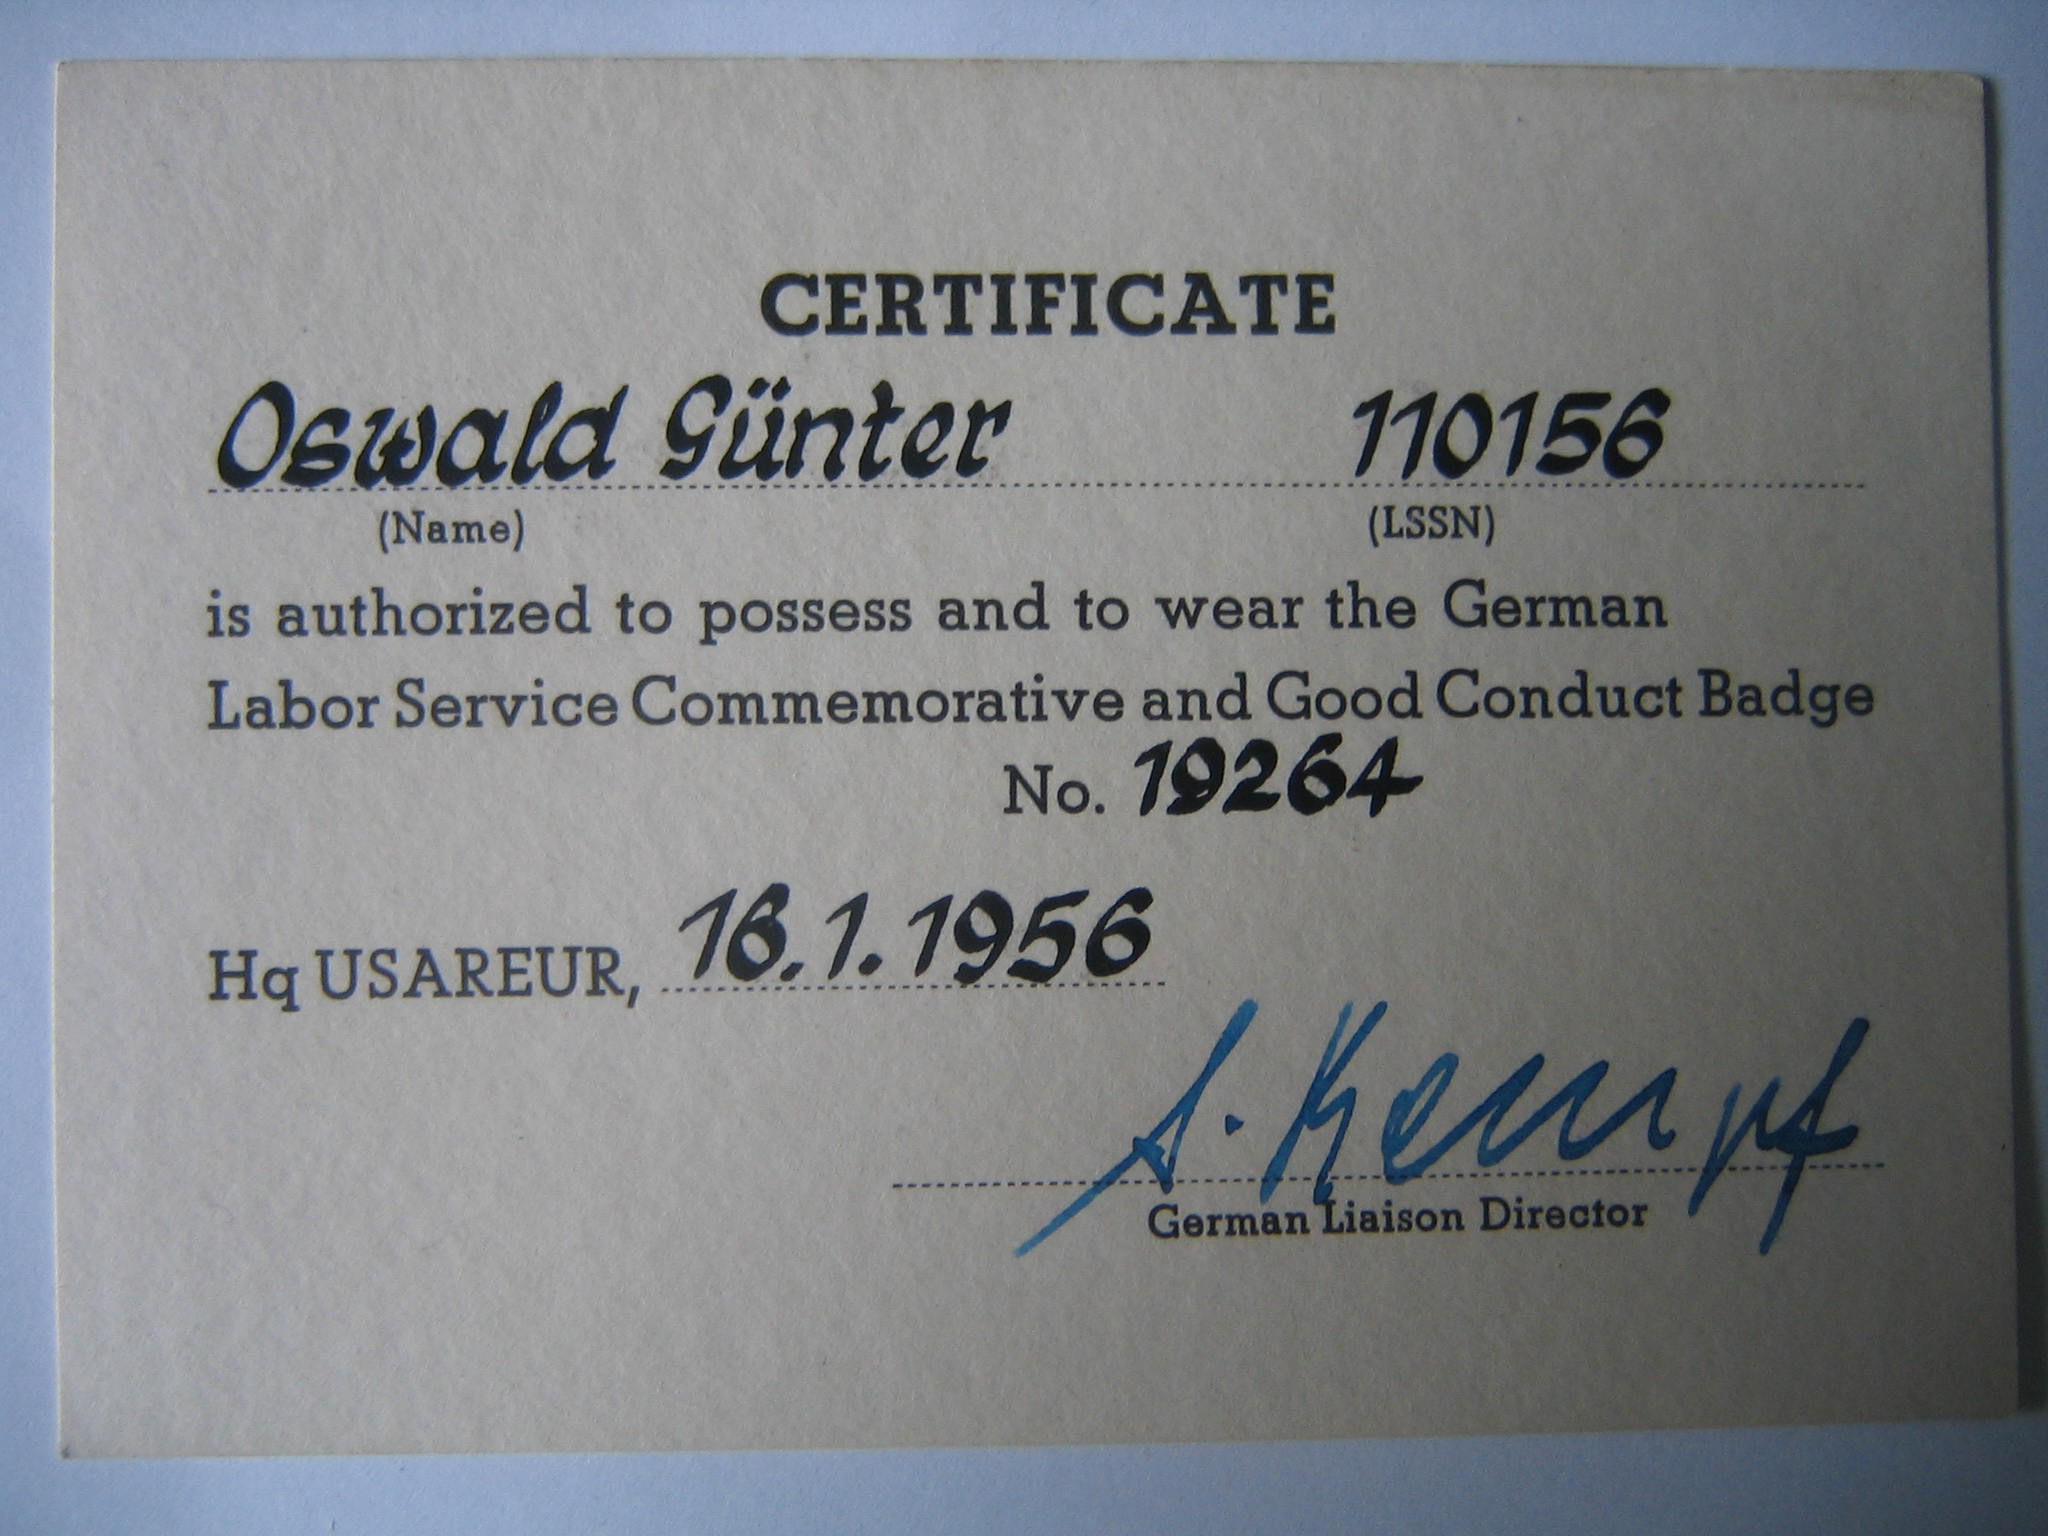 CERTIFICATE
Oswald Günter 110156
(Name) (LSSN)
is authorized to possess and to wear the German
Labor Service Commemorative and Good Conduct Badge
No. 19264
Hq USAREUR, 16.1.1956
S. Kempf
German Liaison Director